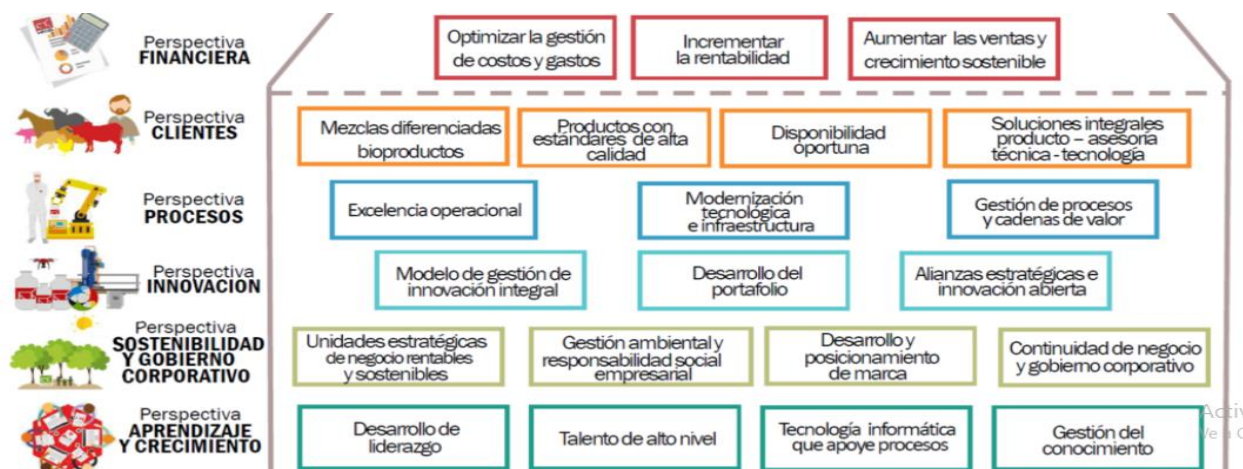 Perspectiva
FINANCIERA
Optimizar la gestión
de costos y gastos
Incrementar
la rentabilidad
Aumentar las ventas y
crecimiento sostenible
Perspectiva
CLIENTES
Mezclas diferenciadas
bioproductos
Productos con
estándares de alta
calidad
Disponibilidad
oportuna
Soluciones integrales
producto – asesoría
técnica - tecnología
Perspectiva
PROCESOS
Excelencia operacional
Modernización
tecnológica
e infraestructura
Gestión de procesos
y cadenas de valor
Perspectiva
INNOVACION
Modelo de gestión de
innovación integral
Desarrollo del
portafolio
Alianzas estratégicas e
innovación abierta
Perspectiva
SOSTENIBILIDAD
Y GOBIERNO
CORPORATIVO
Unidades estratégicas
de negocio rentables
y sostenibles
Gestión ambiental y
responsabilidad social
empresarial
Desarrollo y
posicionamiento
de marca
Continuidad de negocio
y gobierno corporativo
Perspectiva
APRENDIZAJE
Y CRECIMIENTO
Desarrollo de
liderazgo
Talento de alto nivel
Tecnología informática
que apoye procesos
Gestión del
conocimiento